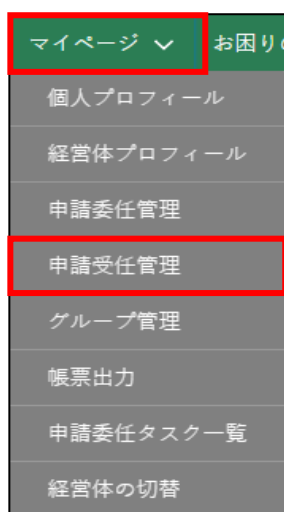 マイページ お困り
個人プロフィール
経営体プロフィール
申請委任管理
申請受任管理
グループ管理
帳票出力
申請委任タスク一覧
経営体の切替